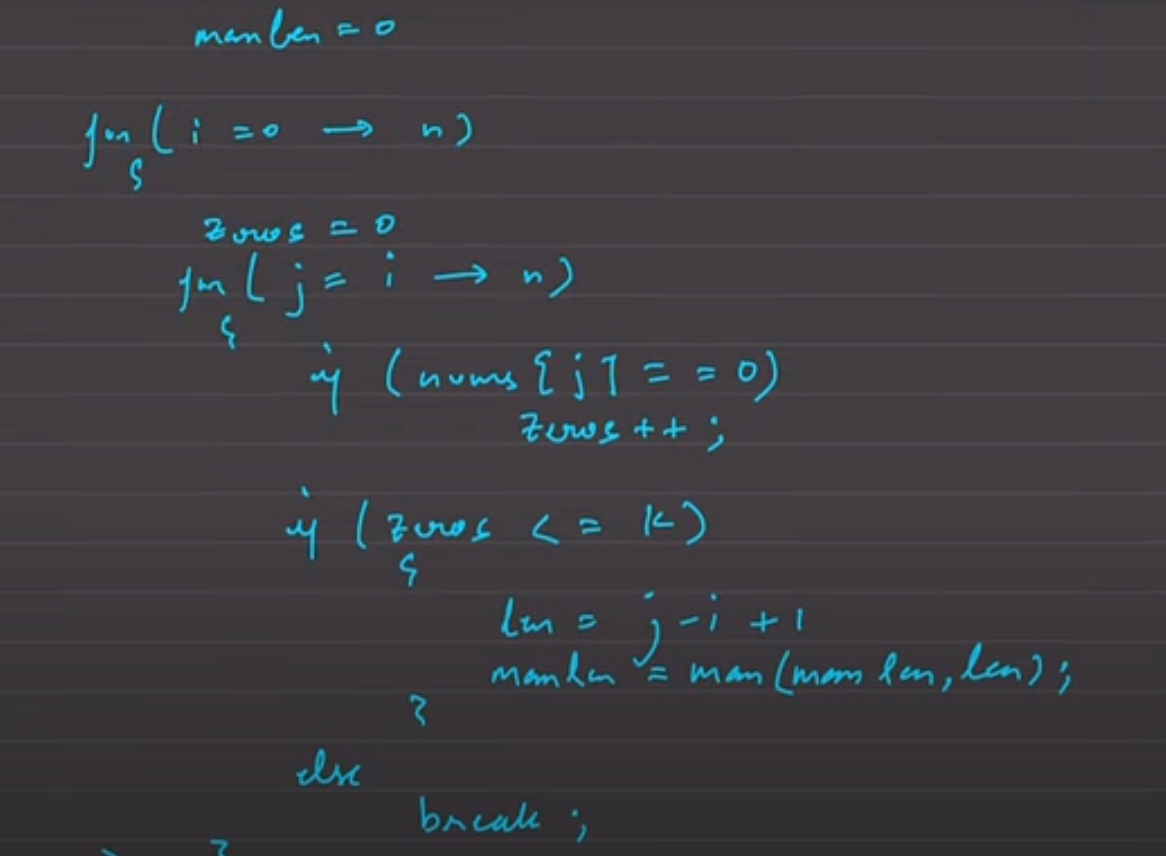 maxlen = 0
for ( i = 0 → n)
{
zeros = 0
for ( j = i → n)
{
if (nums[j] == 0)
zeros++;
if (zeros <= k)
{
len = j - i + 1
maxlen = max(maxlen, len);
}
else
break;
}